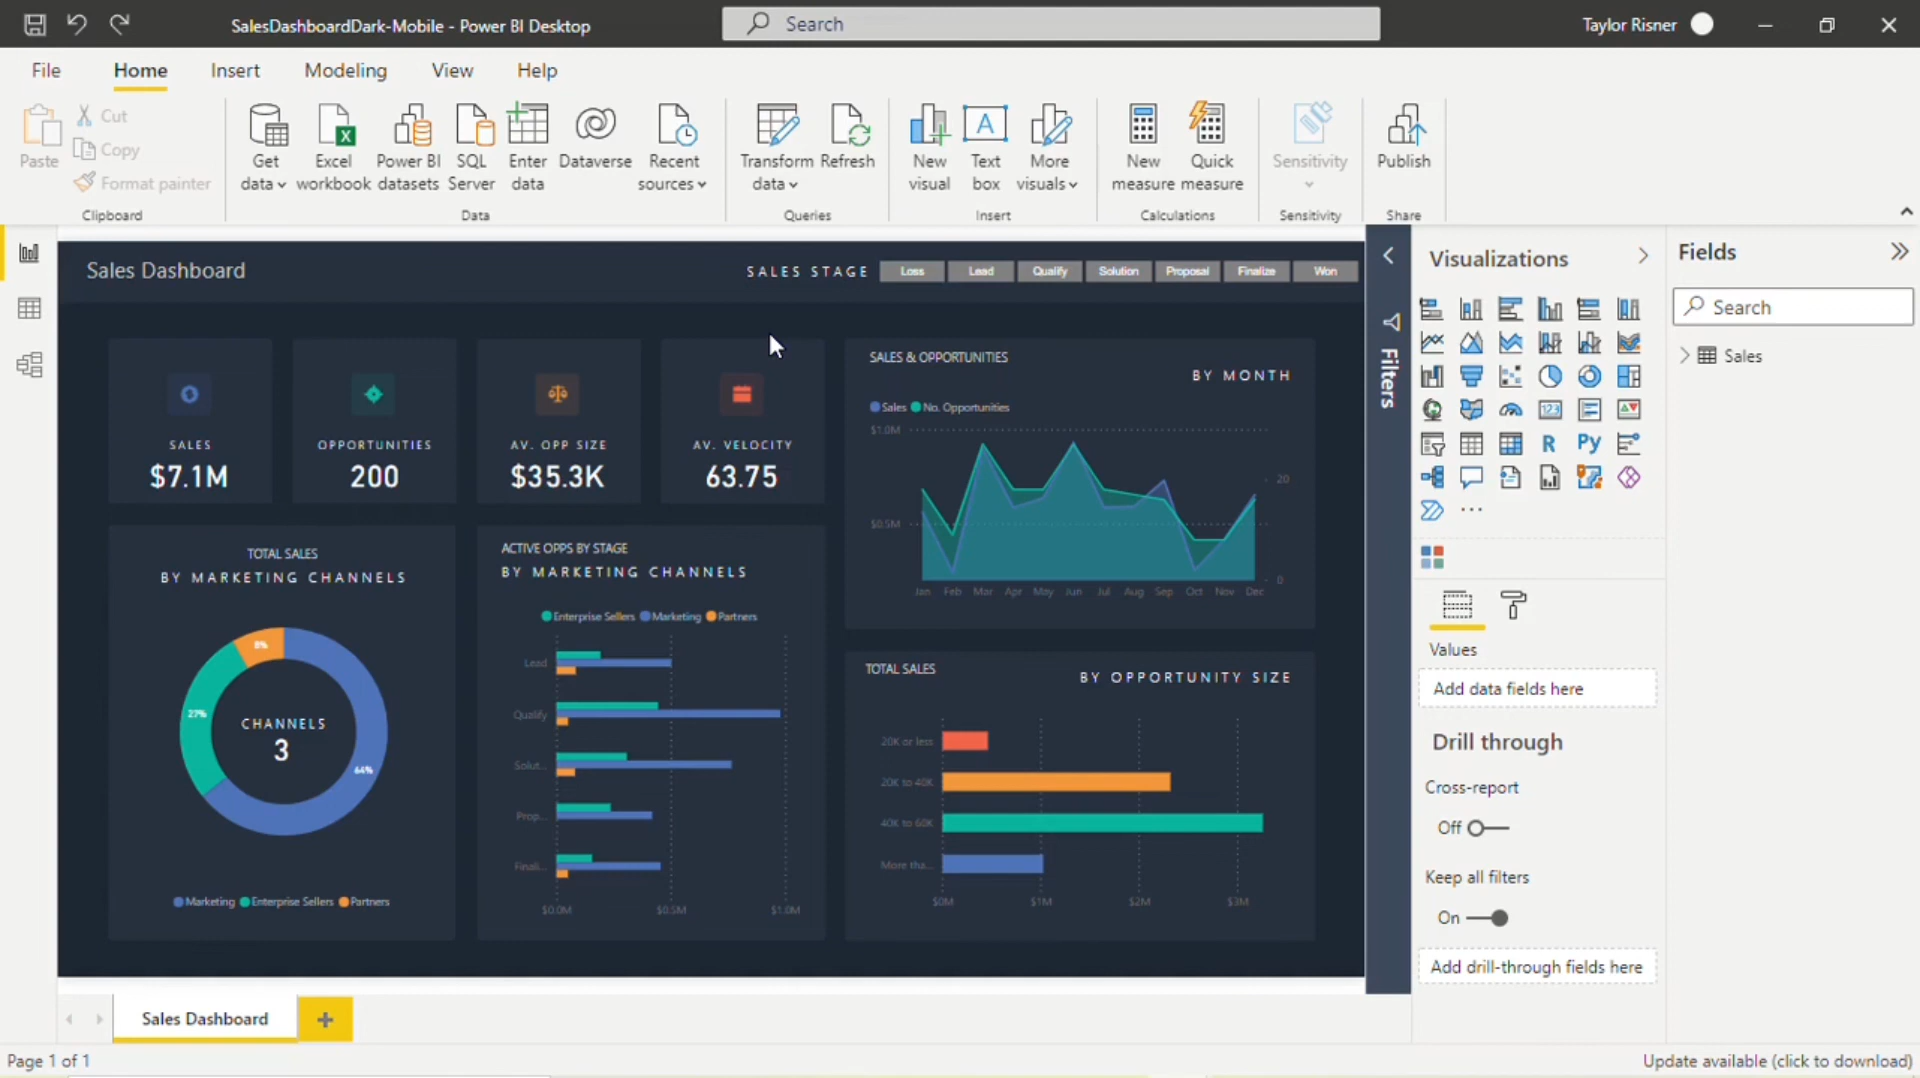 SalesDashboardDark-Mobile - Power BI Desktop
Search
Taylor Risner
File
Home
Insert
Modeling
View
Help
Paste
Cut
Copy
Format painter
Clipboard
Get data
Excel workbook
Power BI datasets
SQL Server
Enter data
Dataverse
Recent sources
Data
Transform data
Refresh
Queries
New visual
Text box
More visuals
Insert
New measure
Quick measure
Calculations
Sensitivity
Sensitivity
Publish
Share
Sales Dashboard
SALES STAGE
Loss
Lead
Qualify
Solution
Proposal
Finalize
Won
SALES
$7.1M
OPPORTUNITIES
200
AV. OPP SIZE
$35.3K
AV. VELOCITY
63.75
SALES & OPPORTUNITIES
BY MONTH
Sales
No. Opportunities
$1.0M
$0.5M
20
0
Jan Feb Mar Apr May Jun Jul Aug Sep Oct Nov Dec
TOTAL SALES
BY MARKETING CHANNELS
8%
27%
64%
CHANNELS
3
Marketing
Enterprise Sellers
Partners
ACTIVE OPPS BY STAGE
BY MARKETING CHANNELS
Enterprise Sellers
Marketing
Partners
Lead
Qualify
Solut...
Prop...
Finali...
$0.0M
$0.5M
$1.0M
TOTAL SALES
BY OPPORTUNITY SIZE
20K or less
20K to 40K
40K to 60K
More tha...
$0M
$1M
$2M
$3M
Filters
Visualizations
123
R
Py
Values
Add data fields here
Drill through
Cross-report
Off
Keep all filters
On
Add drill-through fields here
Fields
Search
Sales
Sales Dashboard
Page 1 of 1
Update available (click to download)